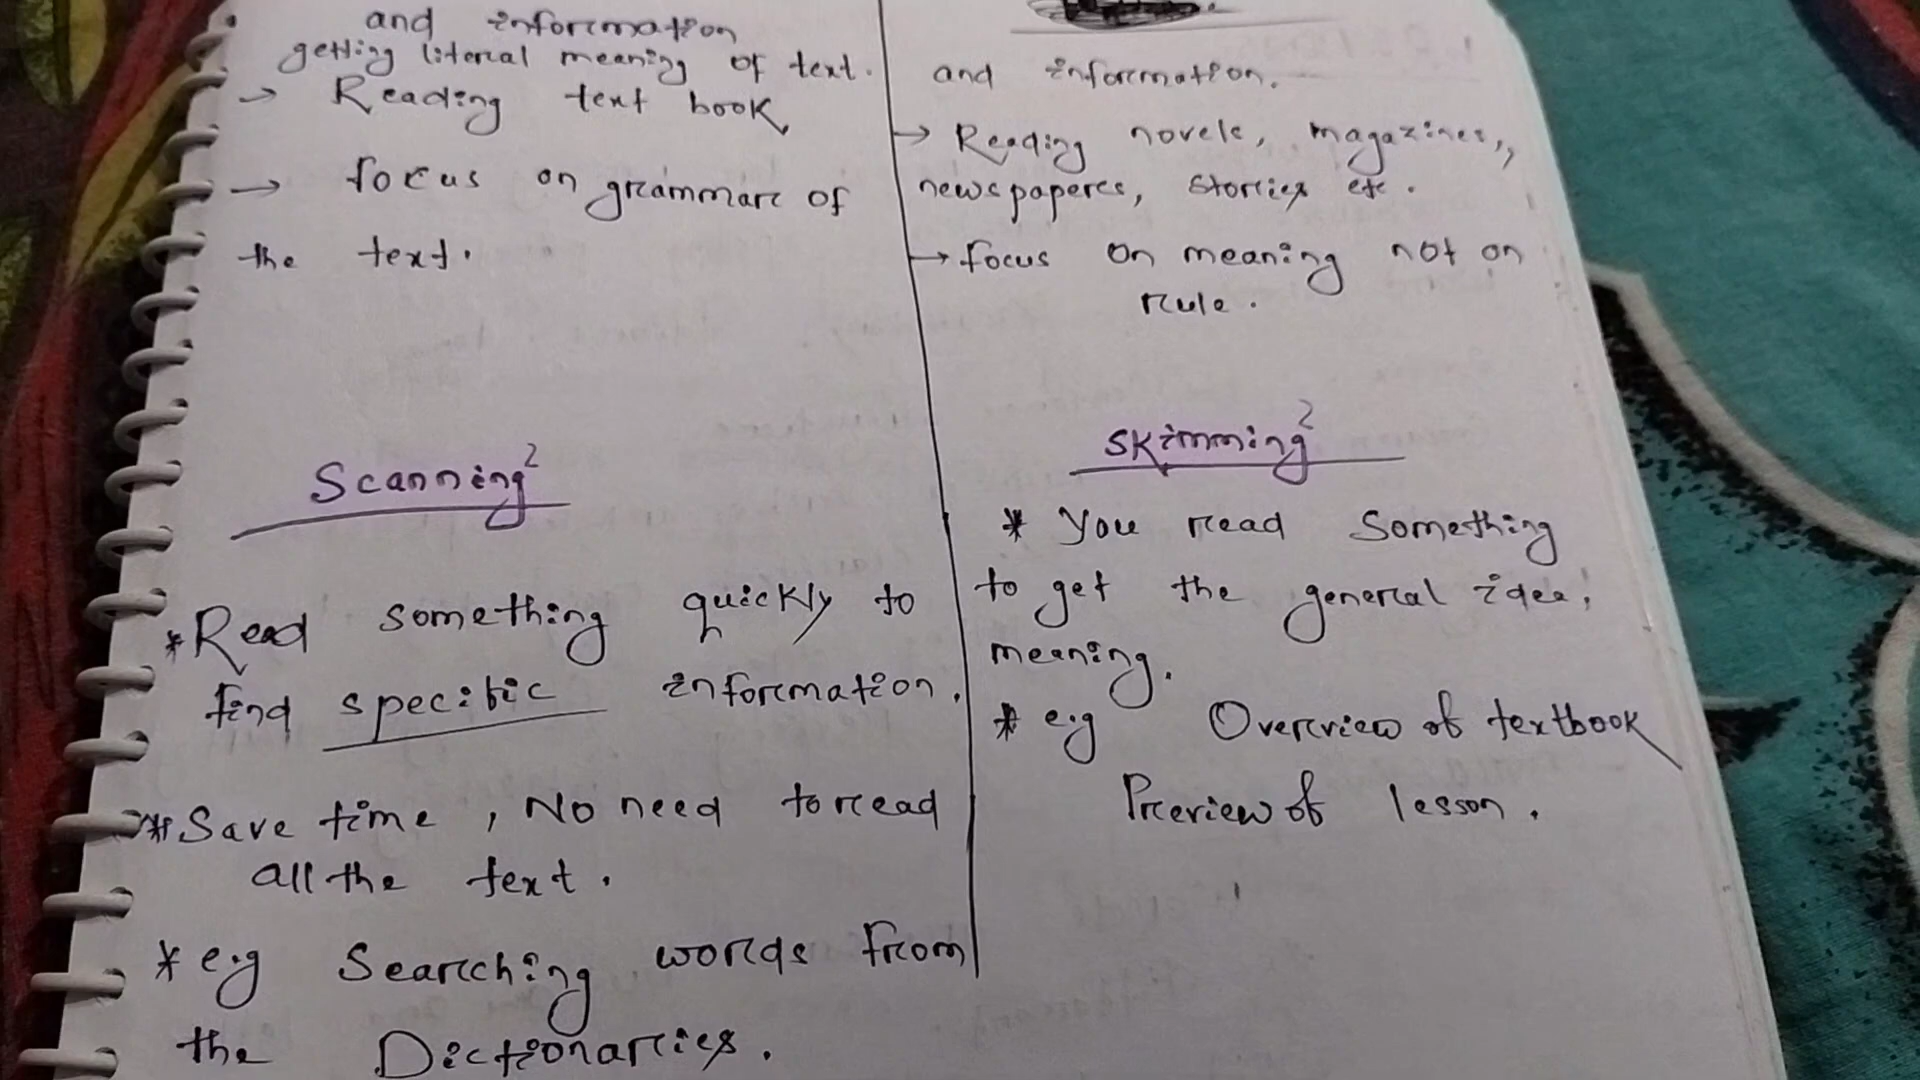 and information
getting literal meaning of text.
→ Reading text book
→ focus on grammar of
the text.
and information.
→ Reading novels, magazines,,
newspapers, stories etc.
→ focus on meaning not on
rule.
Scanning²
* Read something quickly to
find specific information.
** Save time, No need to read
all the text.
* e.g Searching words from
the Dictionaries.
Skimming²
* You read Something
to get the general idea,
meaning.
* e.g Overview of textbook
Preview of lesson.